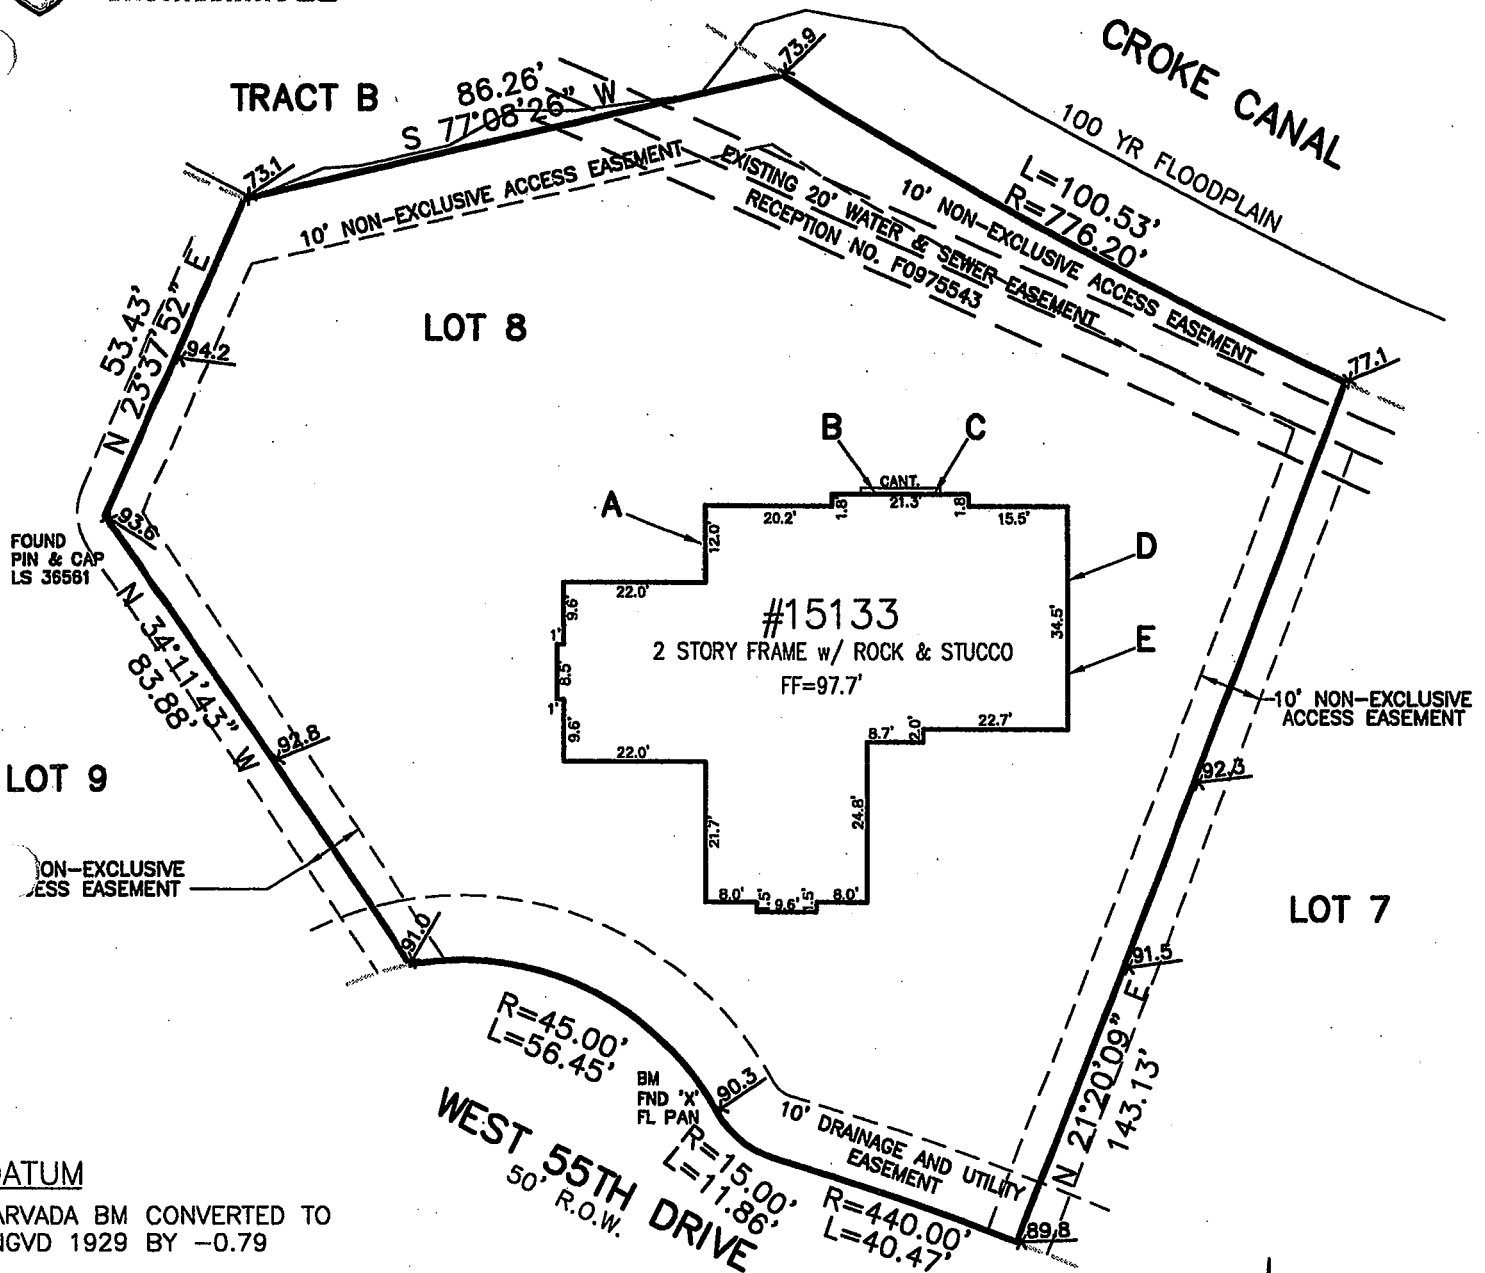 CROKE CANAL
100 YR FLOODPLAIN
73.9
TRACT B
86.26'
S 77°08'26" W
L=100.53'
R=776.20'
73.1
10' NON-EXCLUSIVE ACCESS EASEMENT
EXISTING 20' WATER & SEWER EASEMENT
RECEPTION NO. F0975543
10' NON-EXCLUSIVE ACCESS EASEMENT
77.1
53.43'
N 23°37'52" E
94.2
LOT 8
93.6
FOUND
PIN & CAP
LS 36561
A
B
C
D
E
CANT.
20.2'
1.8'
21.3'
1.8'
15.5'
12.0'
22.0'
9.6'
1'
8.5'
1'
9.6'
22.0'
34.5'
#15133
2 STORY FRAME w/ ROCK & STUCCO
FF=97.7'
22.7'
2.0'
8.7'
24.8'
21.7'
8.0'
.5'
9.6'
1.5'
8.0'
N 34°11'43" W
83.88'
92.8
LOT 9
ON-EXCLUSIVE
ESS EASEMENT
10' NON-EXCLUSIVE
ACCESS EASEMENT
92.3
LOT 7
91.5
N 21°20'09" E
143.13'
91.0
R=45.00'
L=56.45'
BM
FND 'X'
FL PAN
90.3
10' DRAINAGE AND UTILITY
EASEMENT
R=15.00'
L=11.86'
R=440.00'
L=40.47'
89.8
WEST 55TH DRIVE
50' R.O.W.
DATUM
ARVADA BM CONVERTED TO
NGVD 1929 BY -0.79